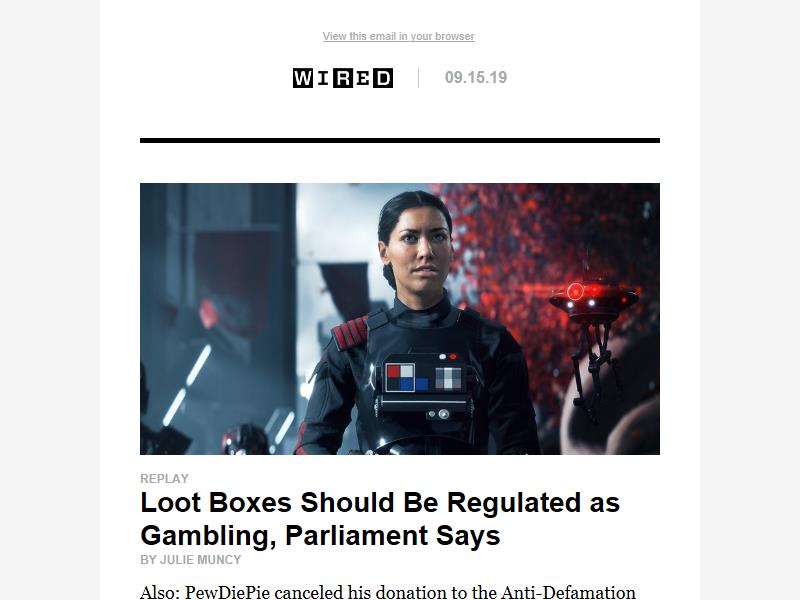 View this email in your browser
WIRED
09.15.19
REPLAY
Loot Boxes Should Be Regulated as
Gambling, Parliament Says
BY JULIE MUNCY
Also: PewDiePie canceled his donation to the Anti-Defamation